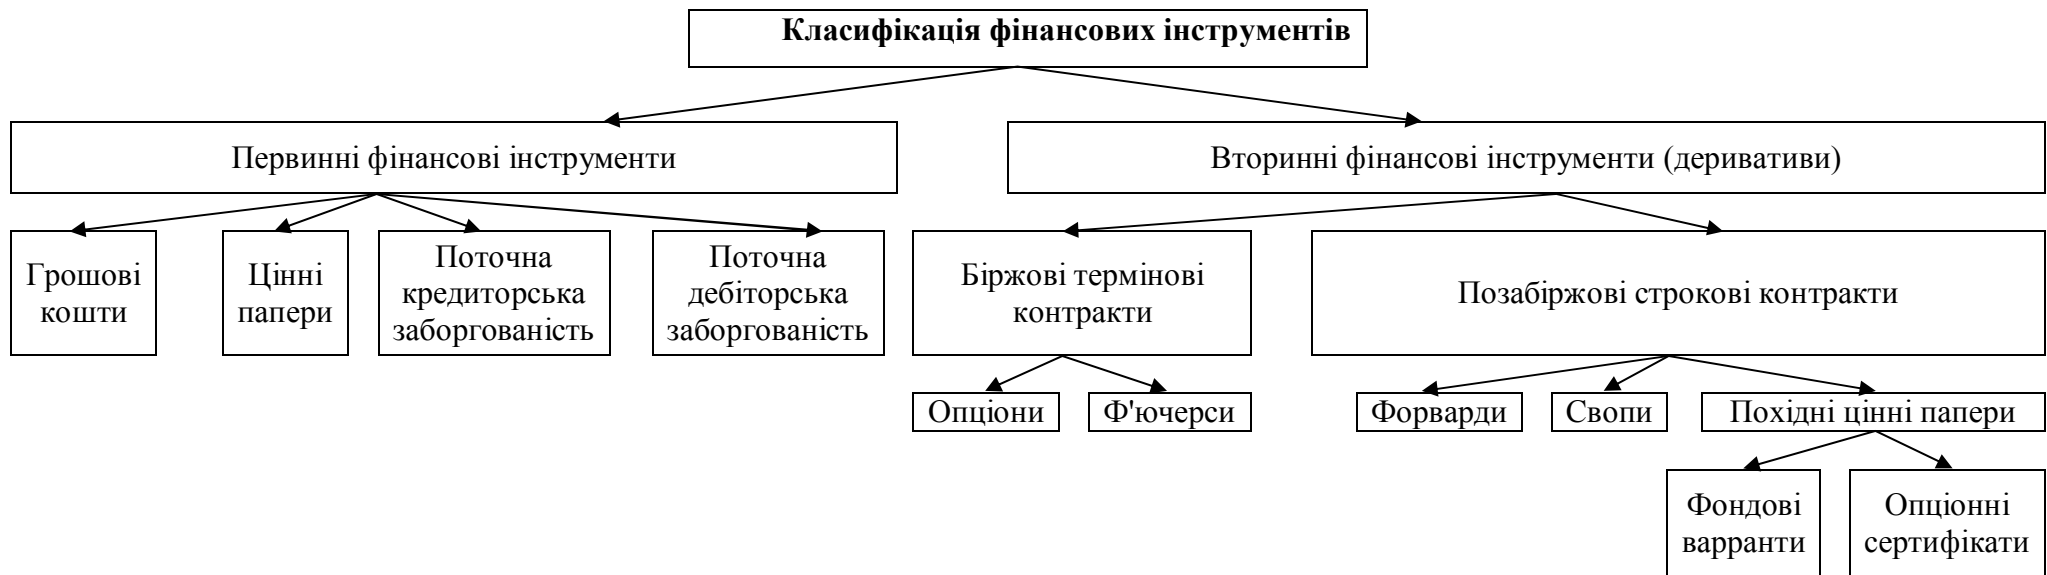 Класифікація фінансових інструментів
Первинні фінансові інструменти
Вторинні фінансові інструменти (деривативи)
Грошові
кошти
Цінні
папери
Поточна
кредиторська
заборгованість
Поточна
дебіторська
заборгованість
Біржові термінові
контракти
Позабіржові строкові контракти
Опціони
Ф'ючерси
Форварди
Свопи
Похідні цінні папери
Фондові
варранти
Опціонні
сертифікати